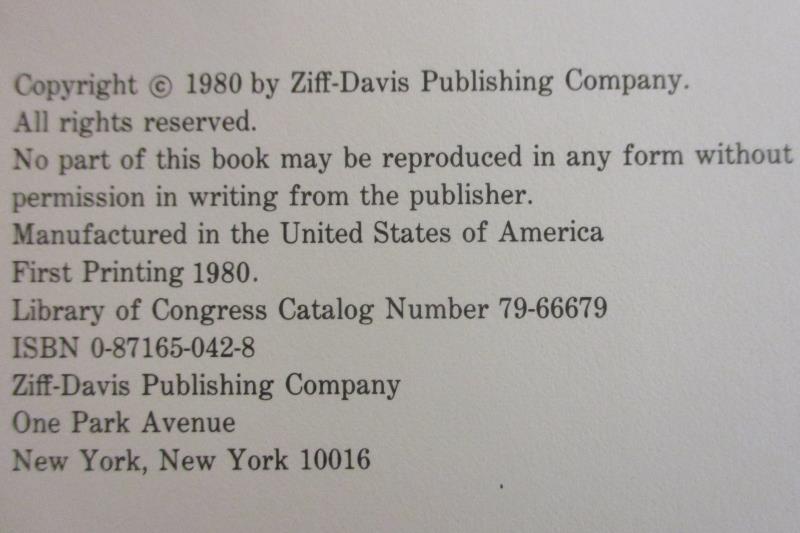 Copyright © 1980 by Ziff-Davis Publishing Company.
All rights reserved.
No part of this book may be reproduced in any form without
permission in writing from the publisher.
Manufactured in the United States of America
First Printing 1980.
Library of Congress Catalog Number 79-66679
ISBN 0-87165-042-8
Ziff-Davis Publishing Company
One Park Avenue
New York, New York 10016